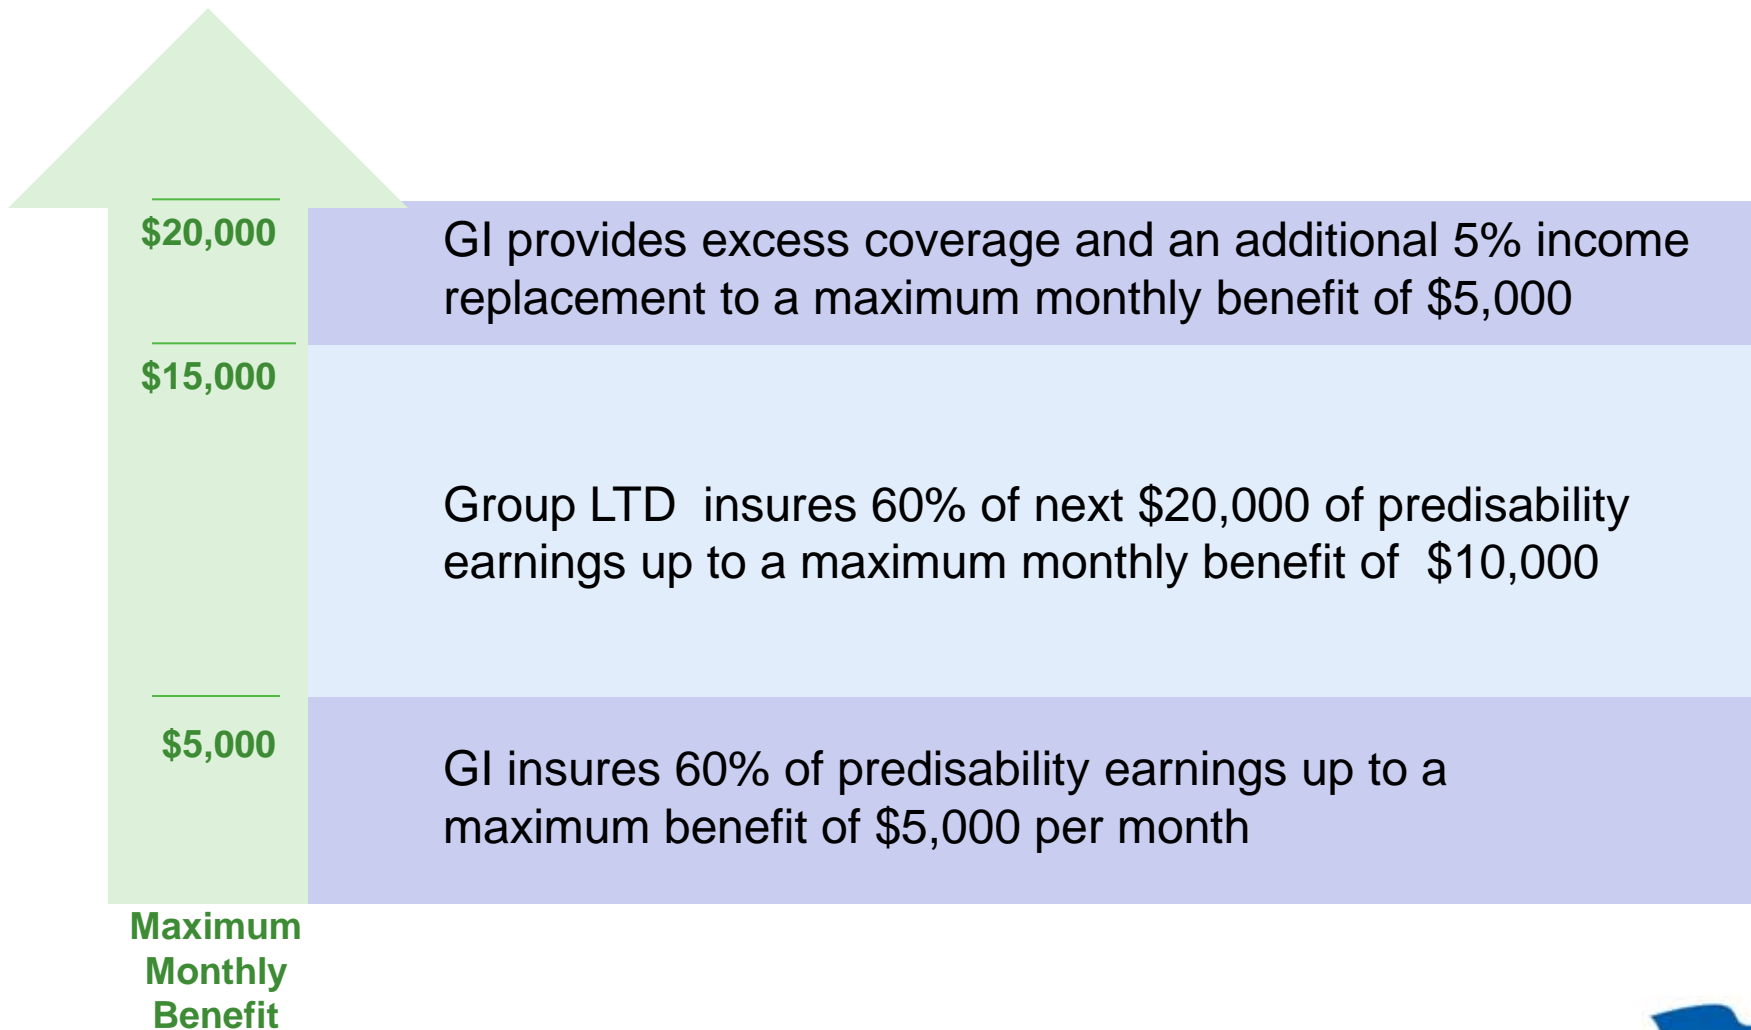 $20,000
GI provides excess coverage and an additional 5% income
replacement to a maximum monthly benefit of $5,000
$15,000
Group LTD  insures 60% of next $20,000 of predisability
earnings up to a maximum monthly benefit of  $10,000
$5,000
GI insures 60% of predisability earnings up to a
maximum benefit of $5,000 per month
Maximum
Monthly
Benefit